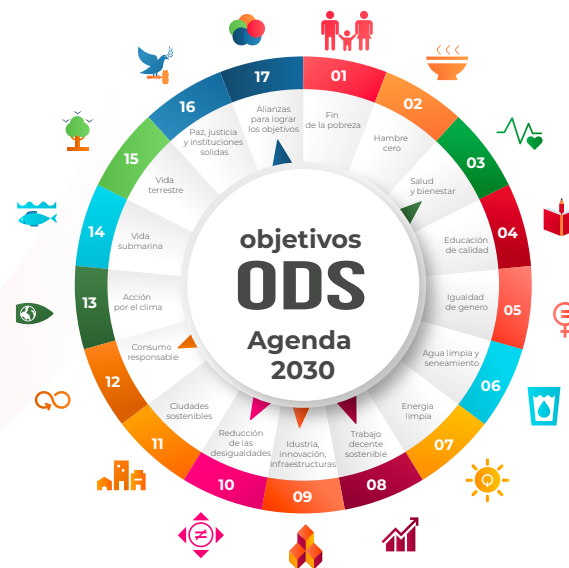 objetivos
ODS
Agenda
2030
01
Fin
de la pobreza
02
Hambre
cero
03
Salud
y bienestar
04
Educación
de calidad
05
Igualdad
de genero
06
Agua limpia y
seneamiento
07
Energia
limpia
08
Trabajo
decente
sostenible
09
Idustria,
innovación,
infraestructuras
10
Reducción
de las
desigualdades
11
Ciudades
sostenibles
12
Consumo
responsable
13
Acción
por el clima
14
Vida
submarina
15
Vida
terrestre
16
Paz, justicia
y instituciones
solidas
17
Alianzas
para lograr
los objetivos